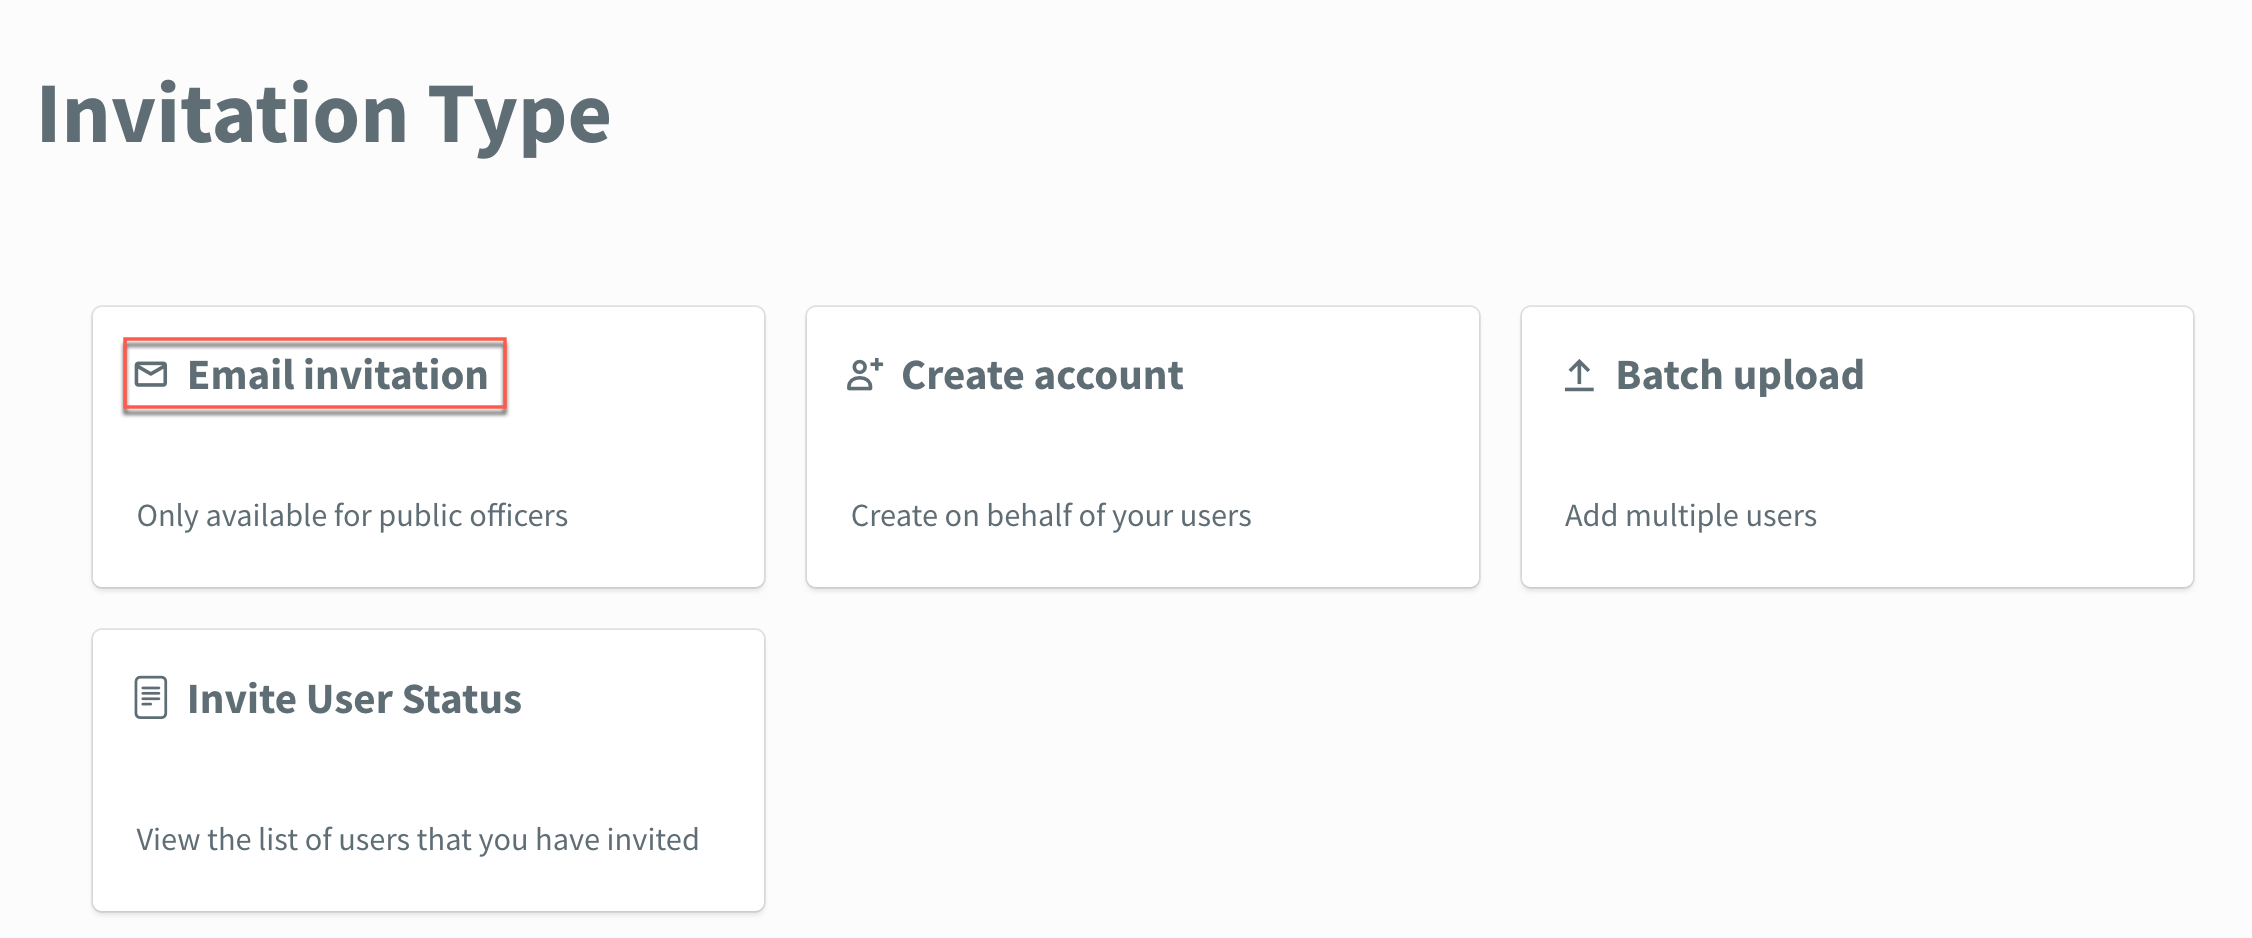 Invitation Type
Email invitation
Only available for public officers
Create account
Create on behalf of your users
Batch upload
Add multiple users
Invite User Status
View the list of users that you have invited